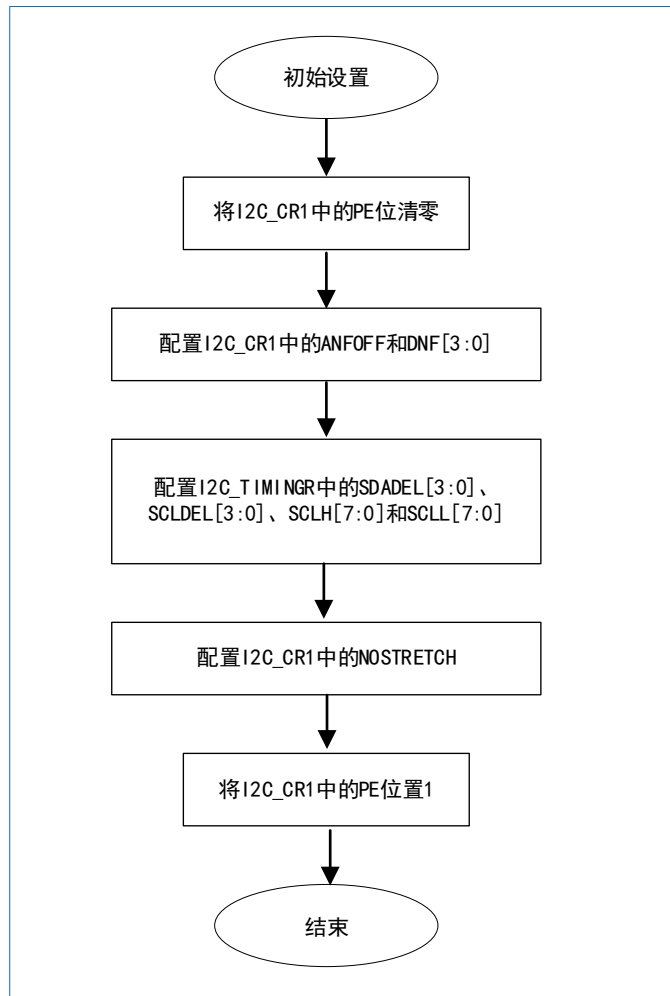 初始设置
将I2C_CR1中的PE位清零
配置I2C_CR1中的ANFOFF和DNF[3:0]
配置I2C_TIMINGR中的SDADEL[3:0]、
SCLDEL[3:0]、SCLH[7:0]和SCLL[7:0]
配置I2C_CR1中的NOSTRETCH
将I2C_CR1中的PE位置1
结束